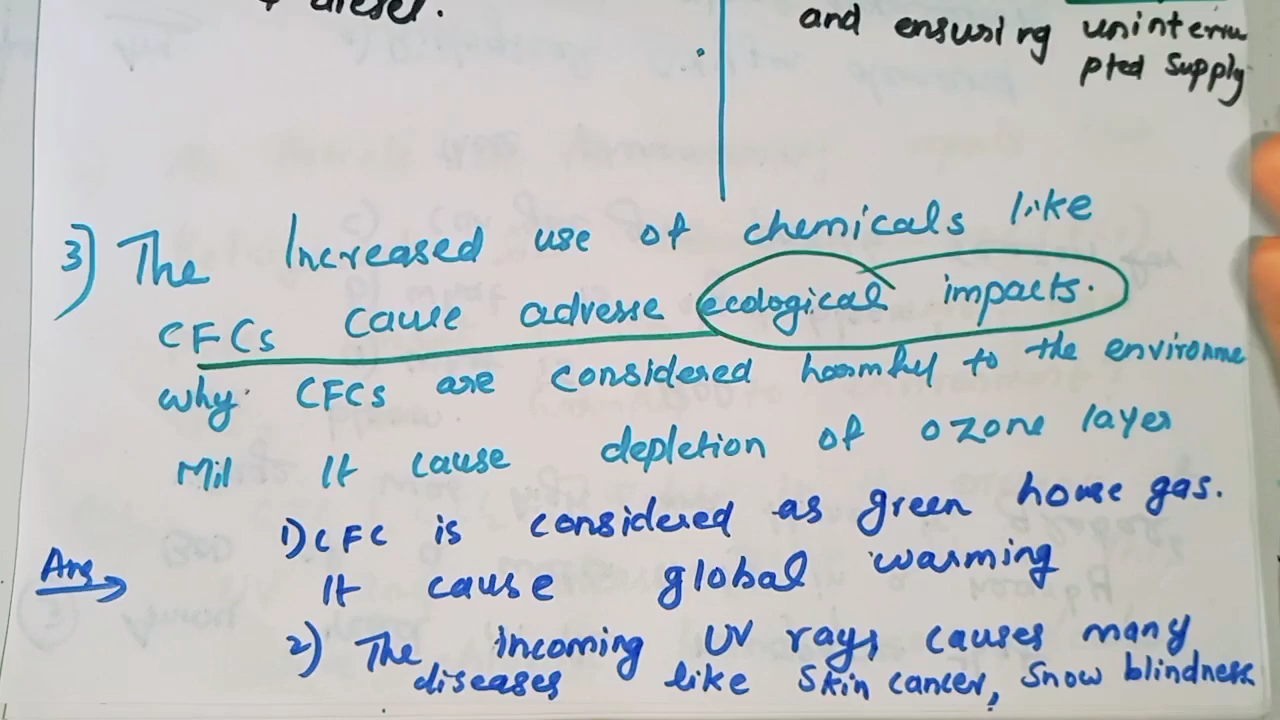 & diesel.
and ensuring uninterru
pted Supply
3) The Increased use of chemicals like
CFCs cause adverse ecological impacts.
why CFCs are considered harmful to the environme
It cause depletion of ozone layer
Ans → 1) CFC is considered as green house gas.
It cause global warming
2) The incoming UV rays causes many
diseases like Skin cancer, Snow blindness